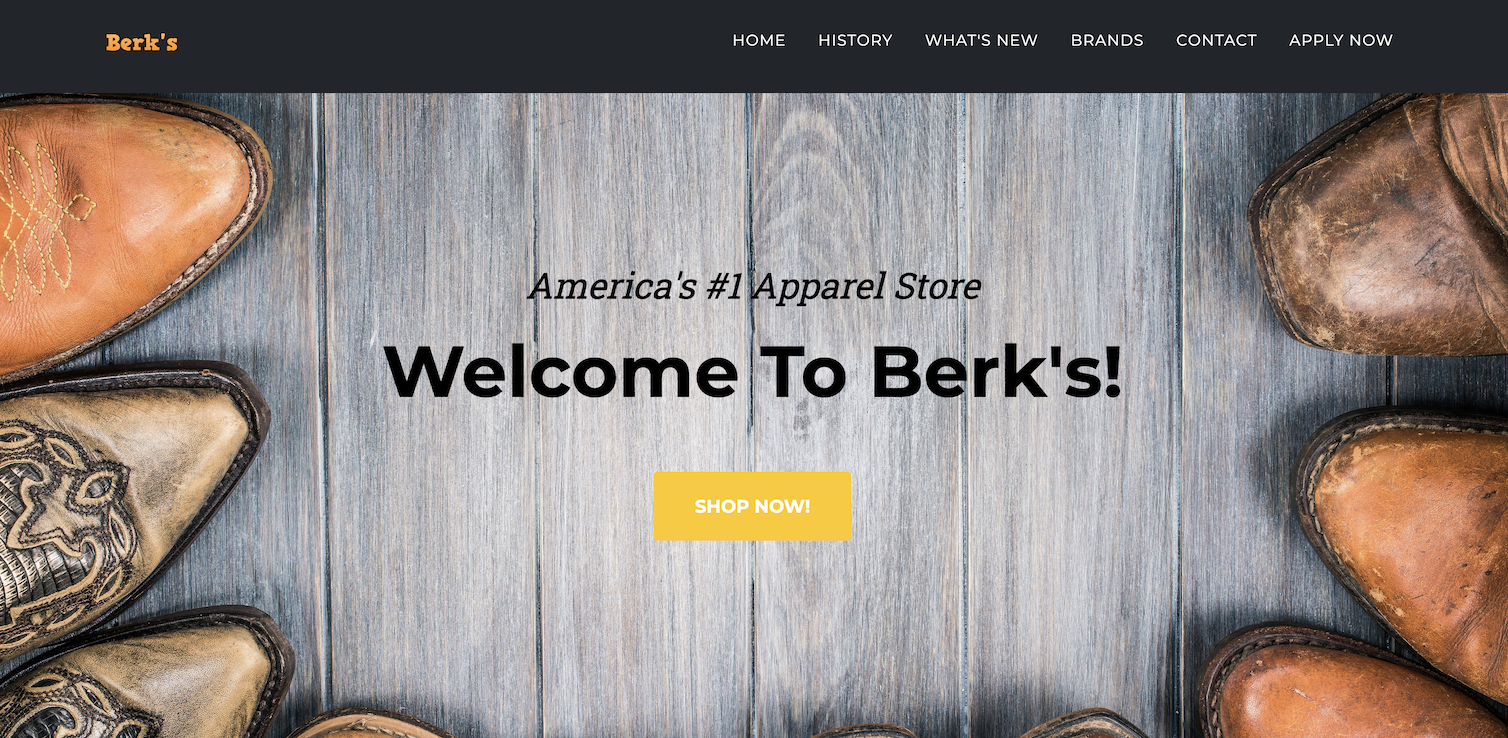 Berk's
HOME HISTORY WHAT'S NEW BRANDS CONTACT APPLY NOW
America's #1 Apparel Store
Welcome To Berk's!
SHOP NOW!